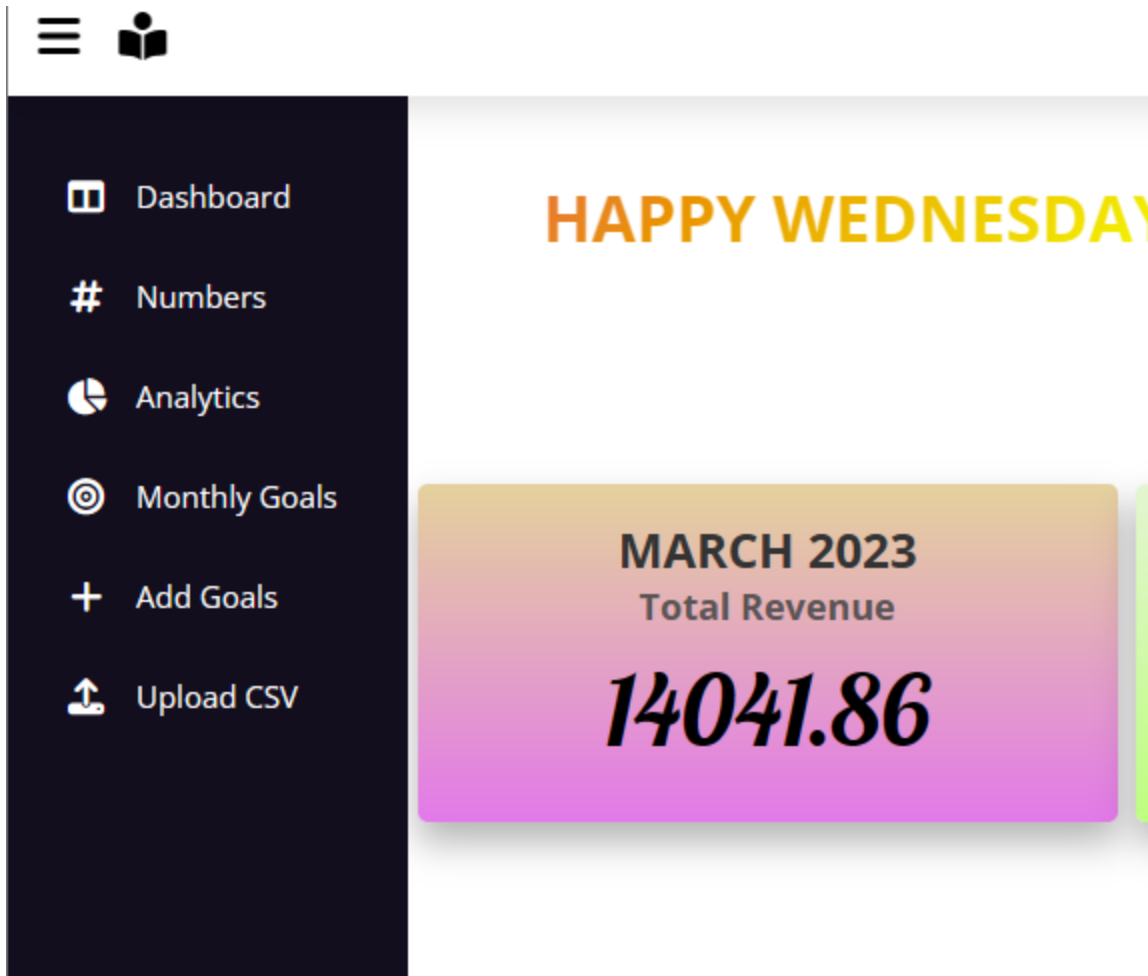 Dashboard
Numbers
Analytics
Monthly Goals
Add Goals
Upload CSV
HAPPY WEDNESDAY
MARCH 2023
Total Revenue
14041.86